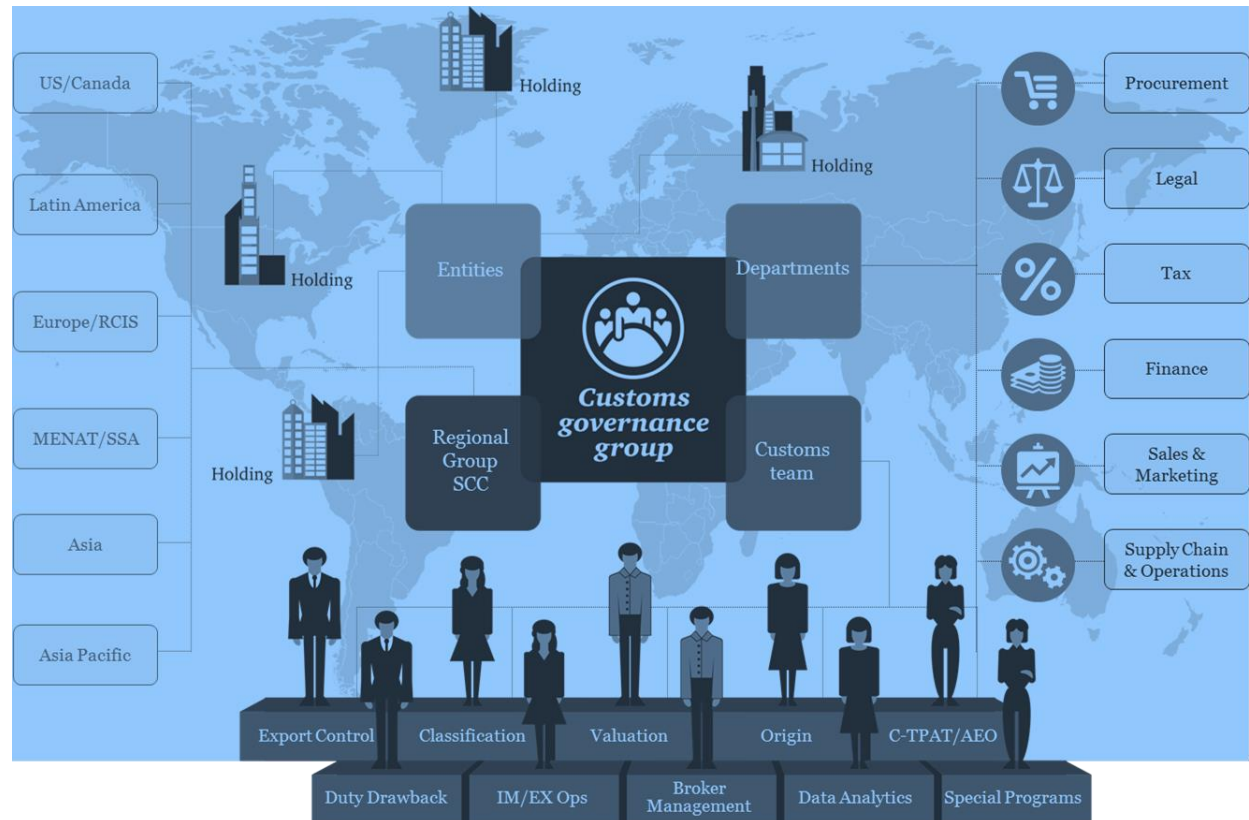 US/Canada
Latin America
Europe/RCIS
MENAT/SSA
Asia
Asia Pacific
Holding
Holding
Holding
Holding
Entities
Departments
Customs
governance
group
Regional
Group
SCC
Customs
team
Procurement
Legal
Tax
Finance
Sales &
Marketing
Supply Chain
& Operations
Export Control
Classification
Valuation
Origin
C-TPAT/AEO
Duty Drawback
IM/EX Ops
Broker
Management
Data Analytics
Special Programs